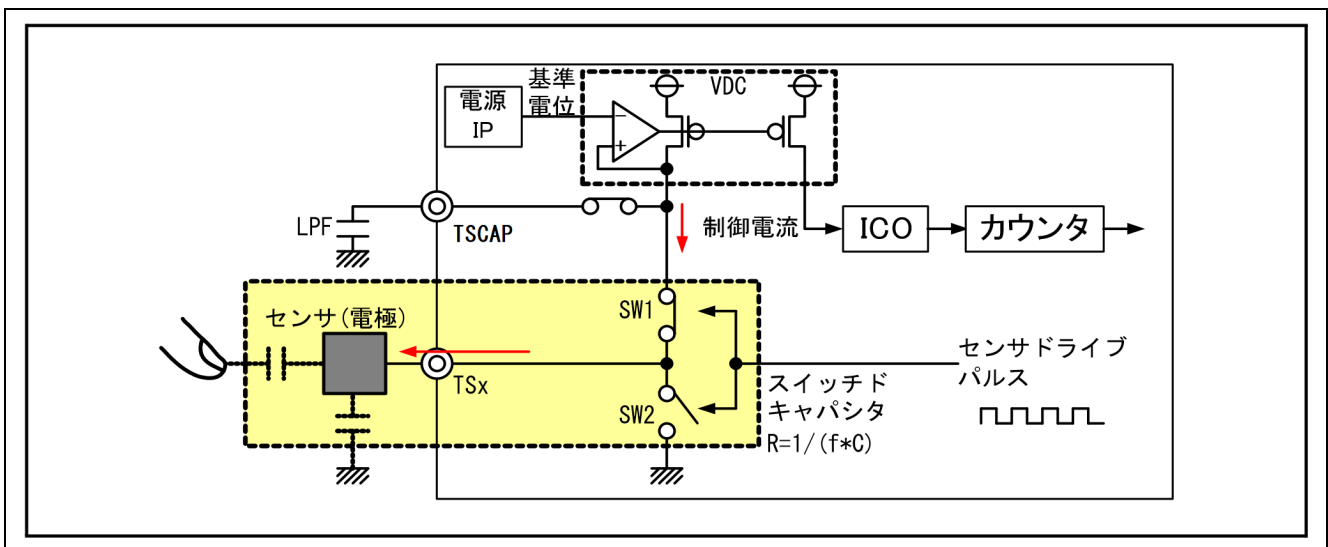 電源
IP
基準
電位
VDC
-
+
LPF
TSCAP
制御電流
ICO
カウンタ
センサ(電極)
SW1
TSx
SW2
スイッチド
キャパシタ
R=1/(f*C)
センサドライブ
パルス